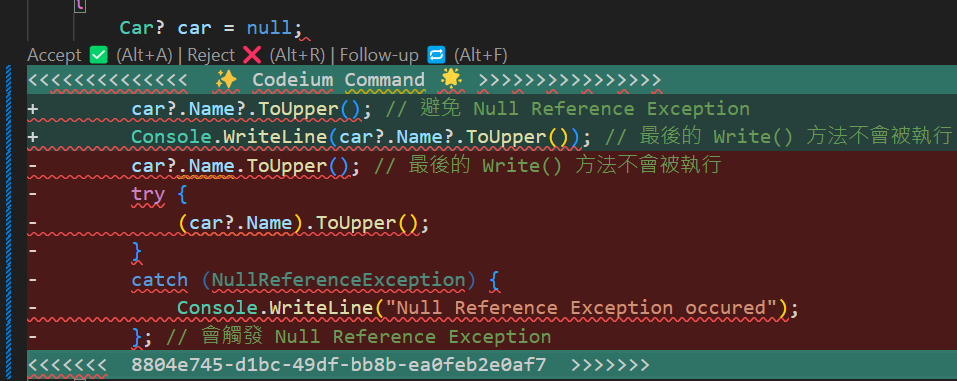 {
Car? car = null;
Accept ✅ (Alt+A) | Reject ❌ (Alt+R) | Follow-up 🔁 (Alt+F)
<<<<<<<<<<<<<<  ✨ Codeium Command 🌟 >>>>>>>>>>>>>>>>
+ car?.Name?.ToUpper(); // 避免 Null Reference Exception
+ Console.WriteLine(car?.Name?.ToUpper()); // 最後的 Write() 方法不會被執行
- car?.Name.ToUpper(); // 最後的 Write() 方法不會被執行
- try {
- (car?.Name).ToUpper();
- }
- catch (NullReferenceException) {
- Console.WriteLine("Null Reference Exception occured");
- }; // 會觸發 Null Reference Exception
<<<<<<< 8804e745-d1bc-49df-bb8b-ea0feb2e0af7 >>>>>>>